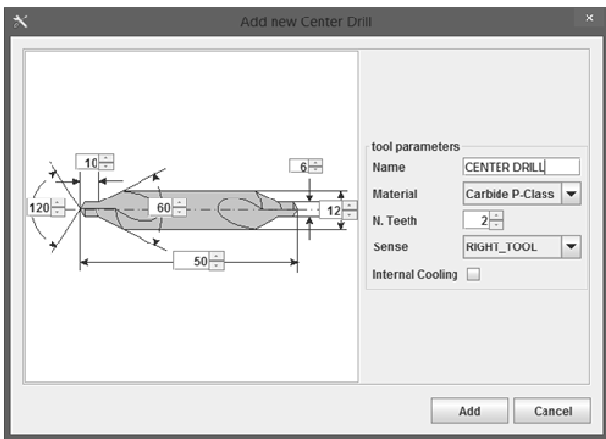 Add new Center Drill
10
6
120
60
12
50
tool parameters
Name CENTER DRILL
Material Carbide P-Class
N. Teeth 2
Sense RIGHT_TOOL
Internal Cooling
Add Cancel